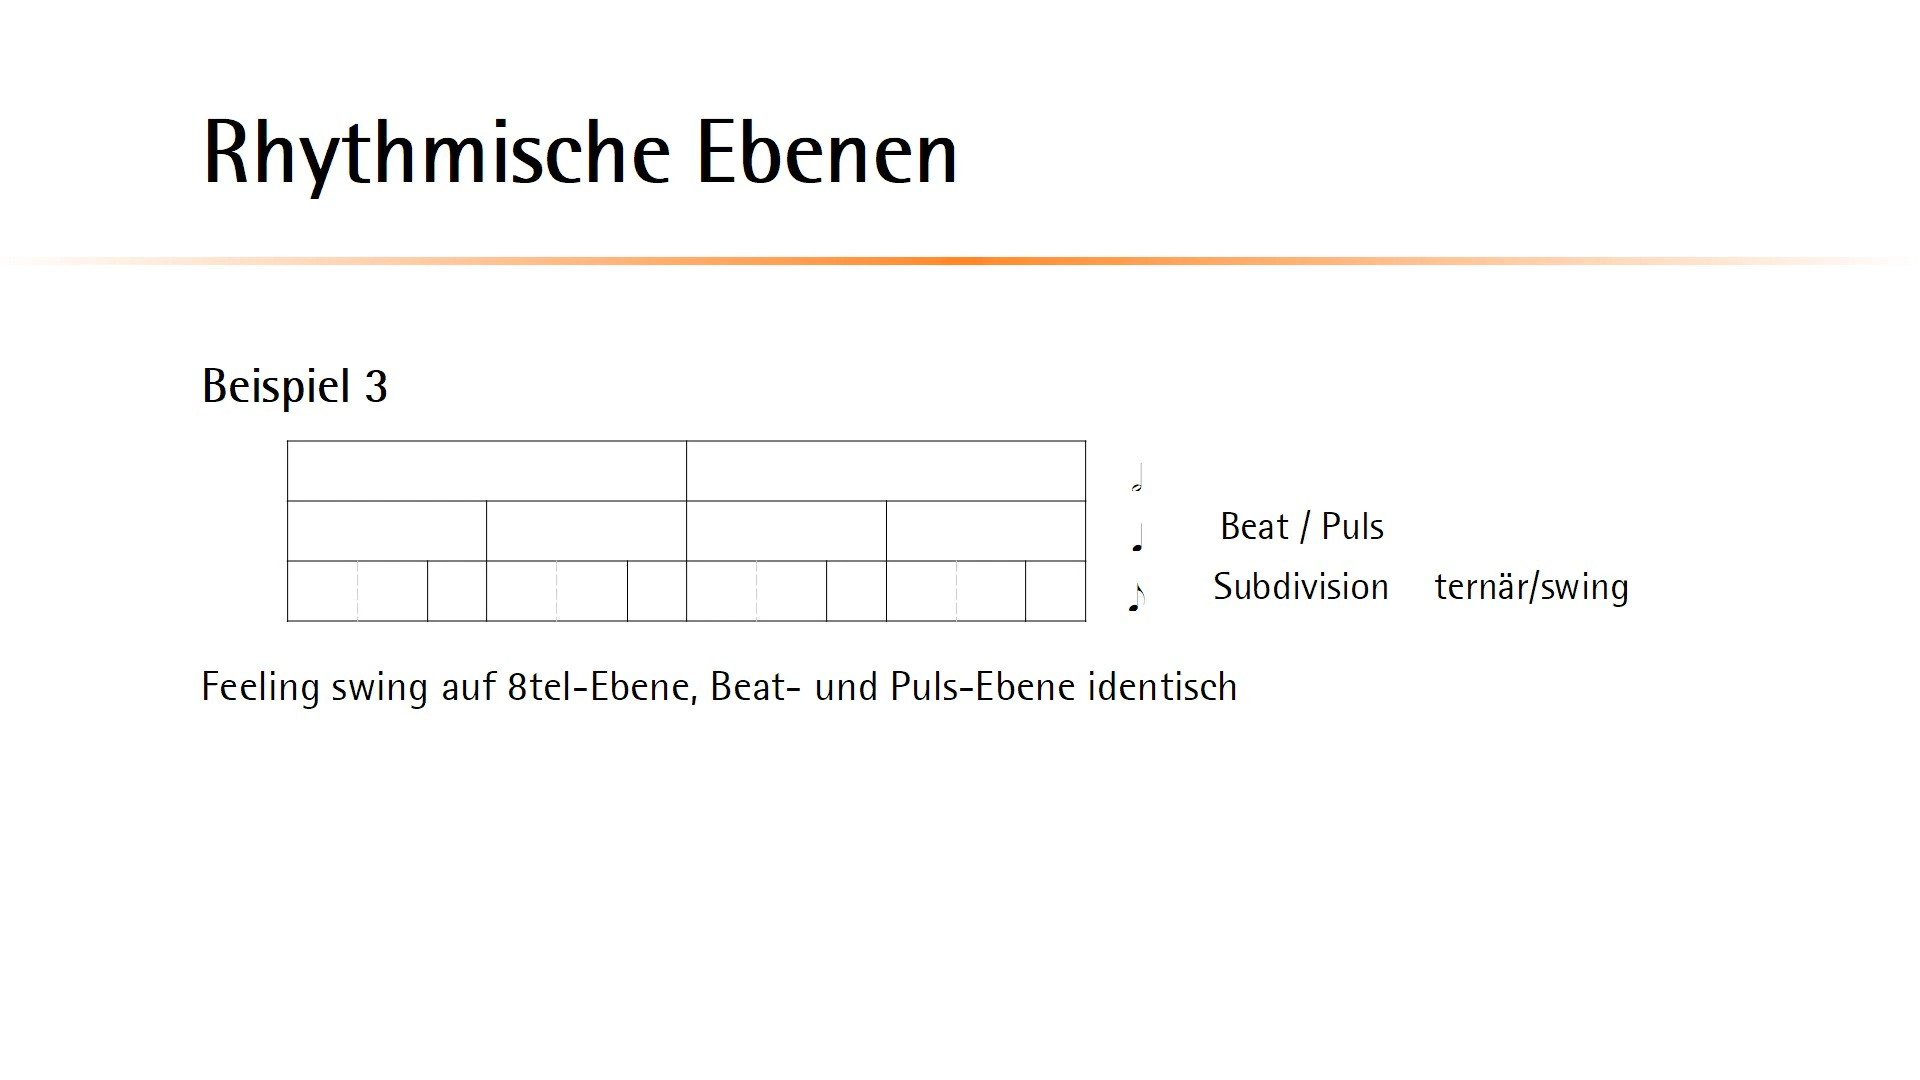 Rhythmische Ebenen
Beispiel 3
Beat / Puls
Subdivision ternär/swing
Feeling swing auf 8tel-Ebene, Beat- und Puls-Ebene identisch